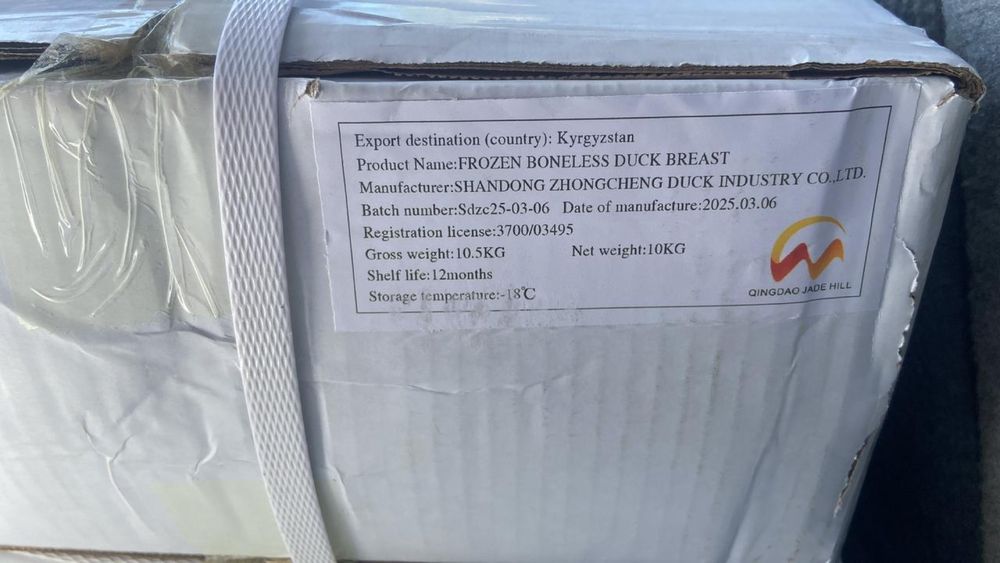 Export destination (country): Kyrgyzstan
Product Name:FROZEN BONELESS DUCK BREAST
Manufacturer:SHANDONG ZHONGCHENG DUCK INDUSTRY CO.,LTD.
Batch number:Sdzc25-03-06 Date of manufacture:2025.03.06
Registration license:3700/03495
Gross weight:10.5KG Net weight:10KG
Shelf life:12months
Storage temperature:-18℃
QINGDAO JADE HILL